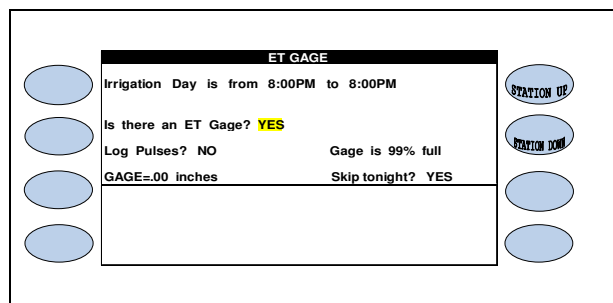 ET GAGE
Irrigation Day is from 8:00PM to 8:00PM
STATION UP
Is there an ET Gage? YES
STATION DOWN
Log Pulses? NO Gage is 99% full
GAGE=.00 inches Skip tonight? YES